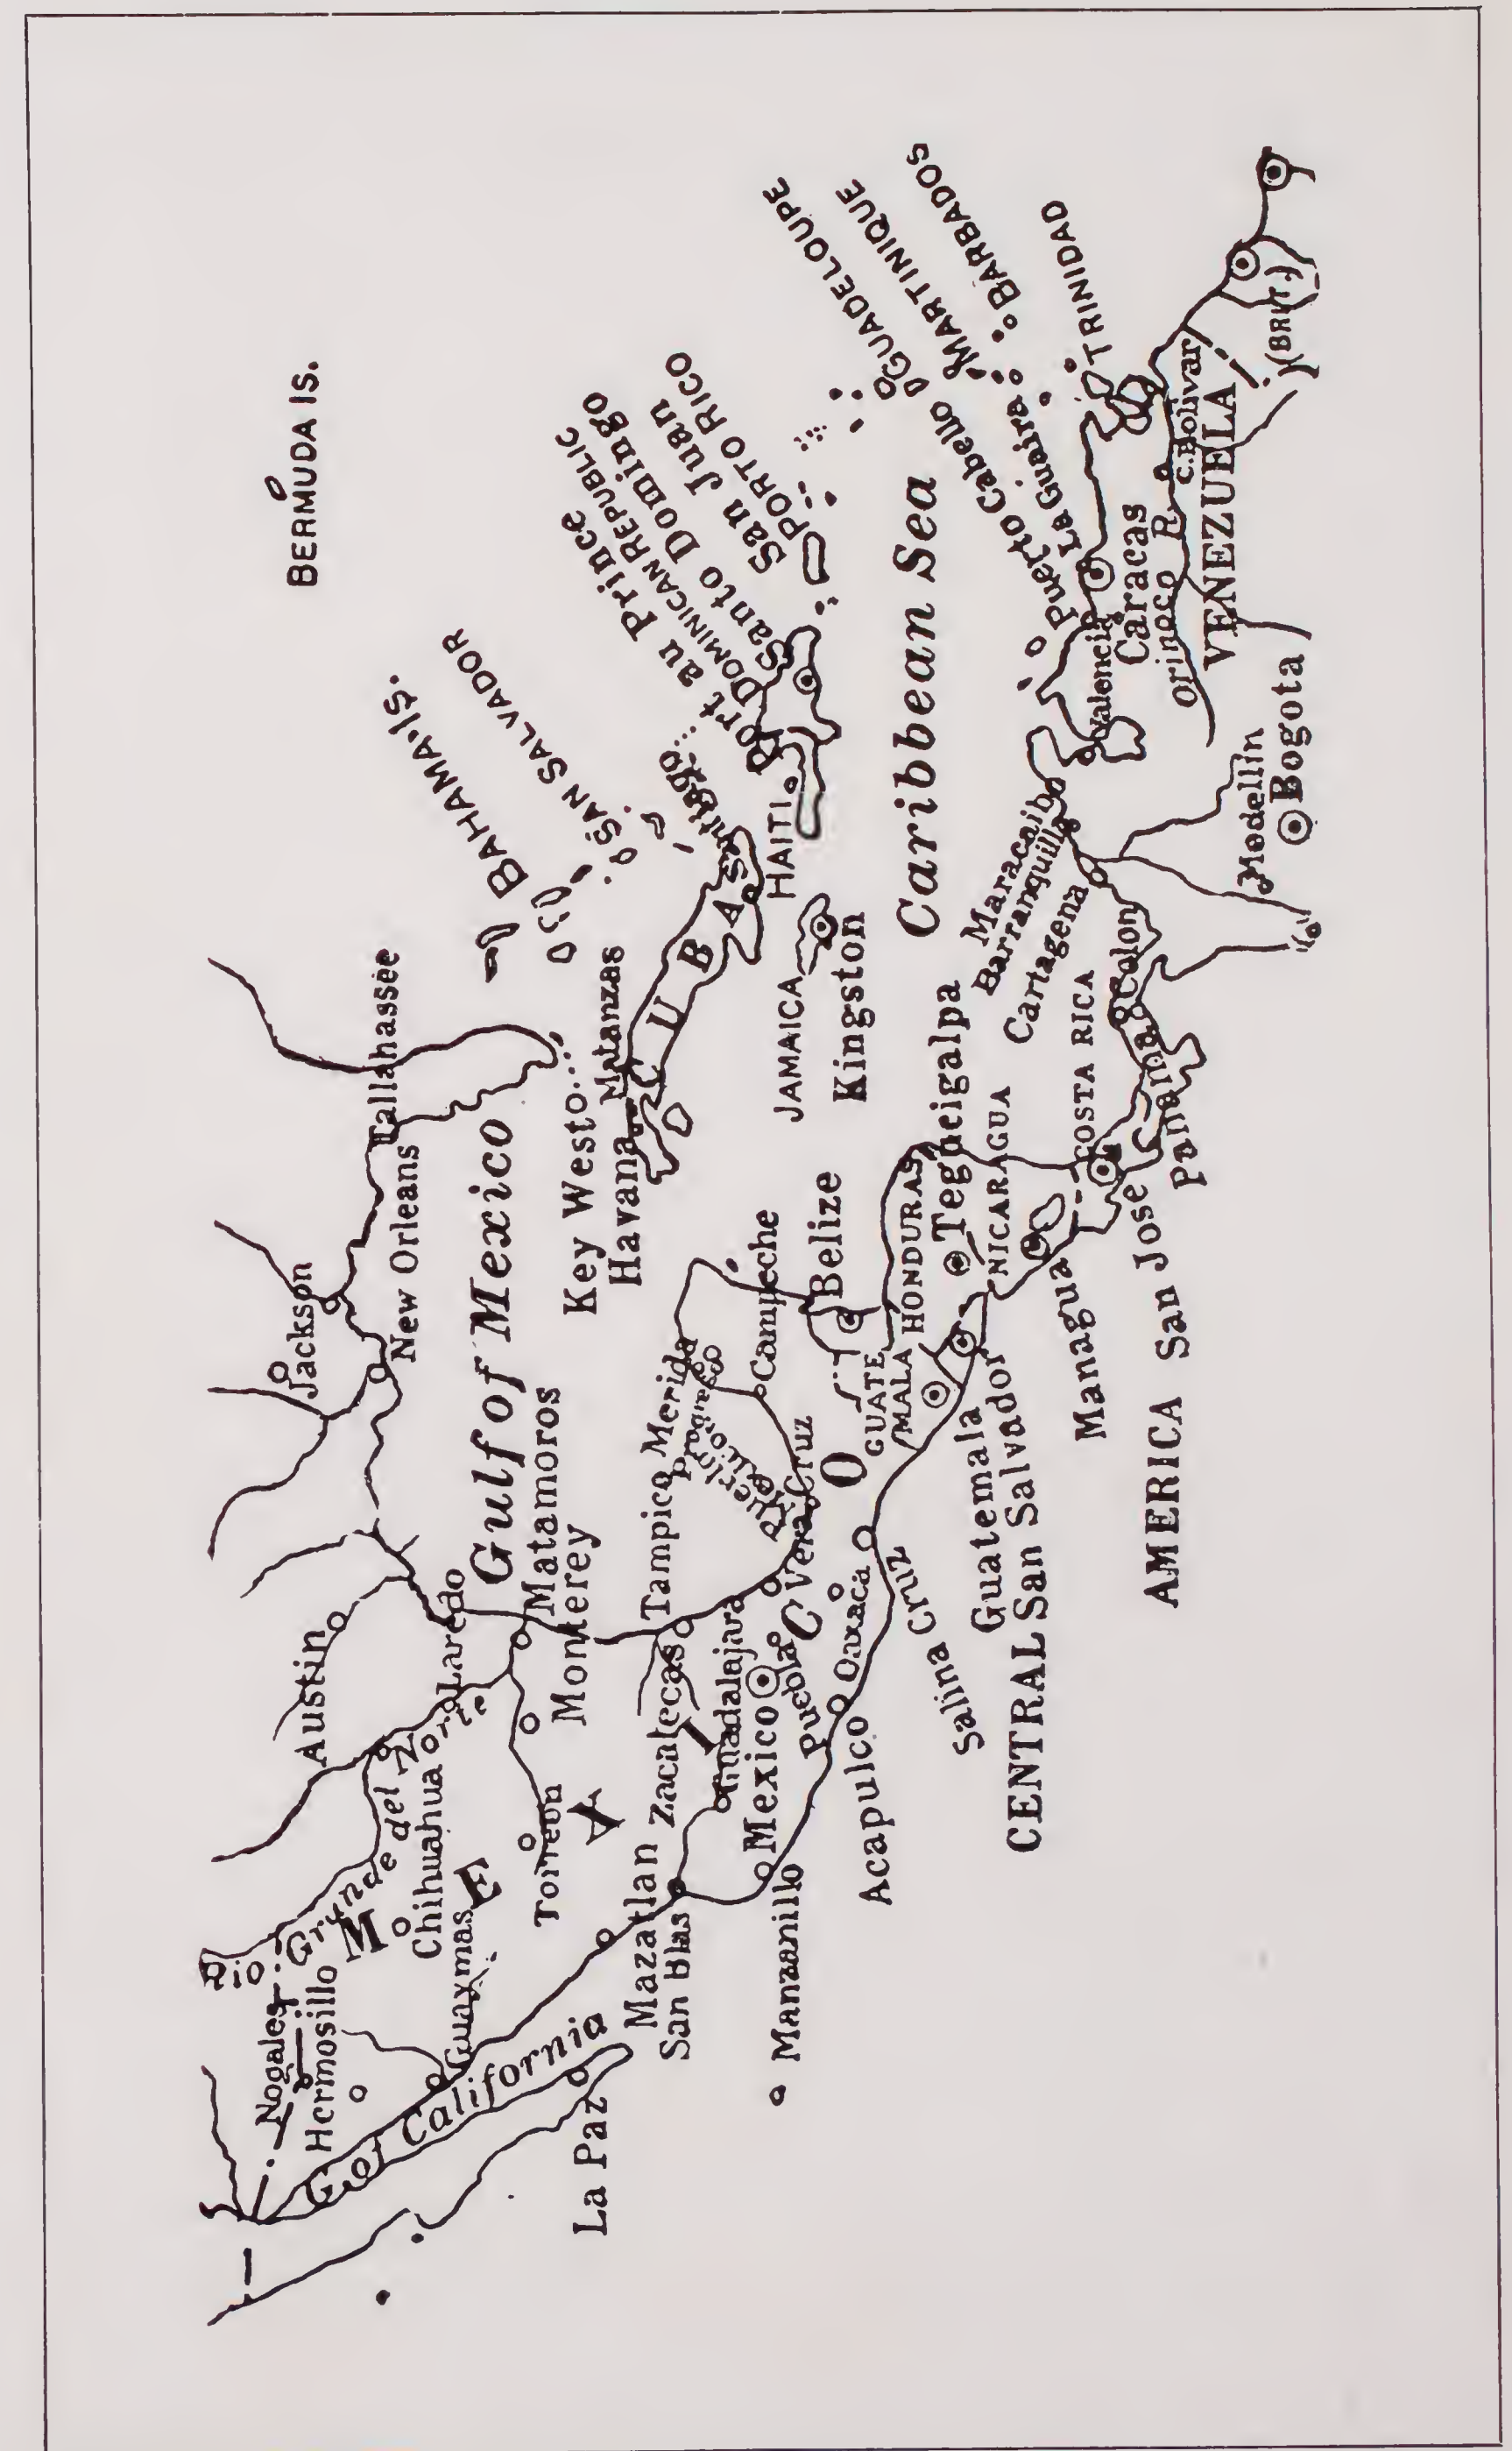 BERMUDA IS.
Tallahassee
Jackson
New Orleans
Austin
Laredo
Nogales
Hermosillo
Rio Grande del Norte
Chihuahua
Guaymas
G of California
La Paz
Torreon
Monterey
Matamoros
Gulf of Mexico
Key West
Havana
Matanzas
CUBA
Santiago
BAHAMA IS.
SAN SALVADOR
HAITI
Port au Prince
DOMINICAN REPUBLIC
Santo Domingo
San Juan
PORTO RICO
GUADELOUPE
MARTINIQUE
BARBADOS
TRINIDAD
JAMAICA
Kingston
Caribbean Sea
MEXICO
Mazatlan
San Blas
Zacatecas
Tampico
Merida
Progreso
Campeche
Guadalajara
Manzanillo
Mexico
Puebla
Vera Cruz
Puerto
Oaxaca
Acapulco
Salina Cruz
Belize
GUATE
MALA
HONDURAS
Tegucigalpa
NICARAGUA
Guatemala
San Salvador
Managua
COSTA RICA
San Jose
CENTRAL
AMERICA
Panama
Colon
Cartagena
Barranquilla
Maracaibo
Puerto Cabello
La Guaira
Valencia
Caracas
Orinoco R.
C. Bolivar
VENEZUELA
(BRIT.)
Medellin
Bogota